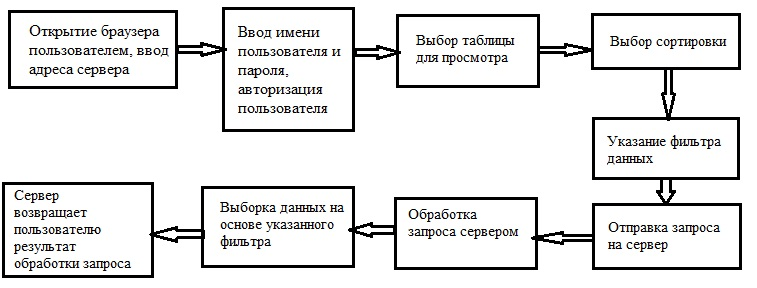 Открытие браузера
пользователем, ввод
адреса сервера
Ввод имени
пользователя и
пароля,
авторизация
пользователя
Выбор таблицы
для просмотра
Выбор сортировки
Указание фильтра
данных
Отправка запроса
на сервер
Обработка
запроса сервером
Выборка данных на
основе указанного
фильтра
Сервер
возвращает
пользователю
результат
обработки запроса